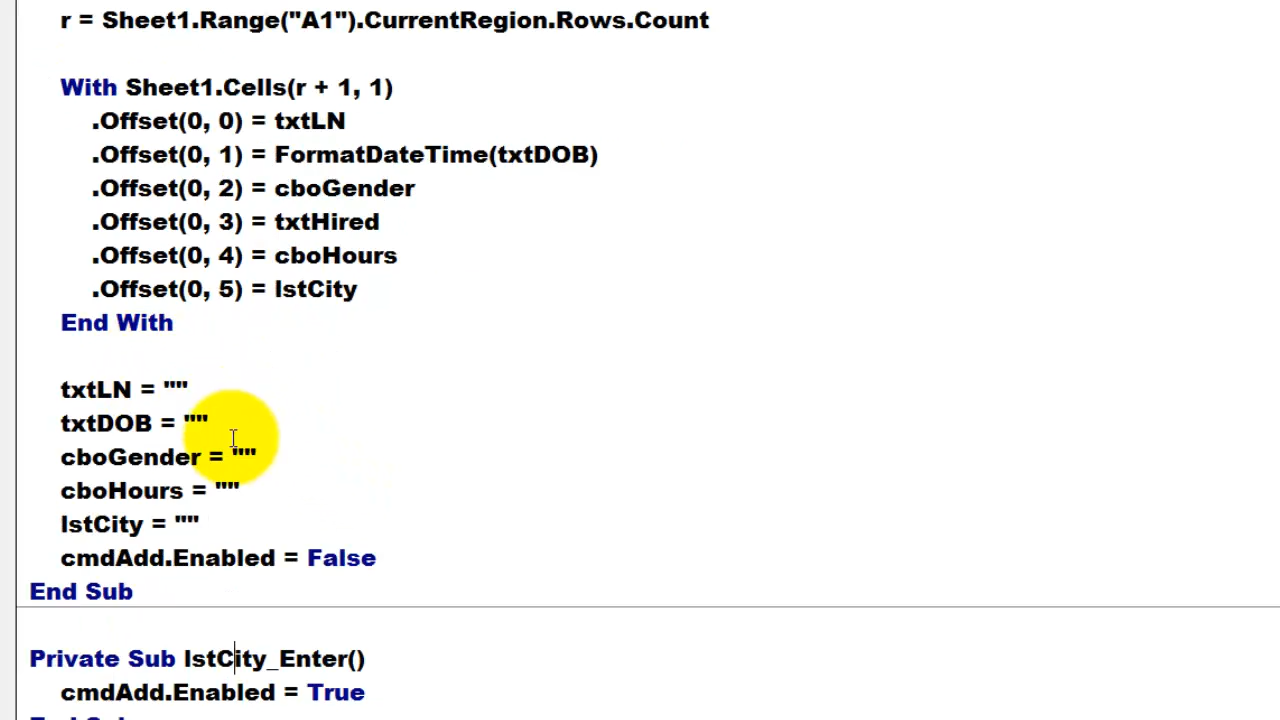 r = Sheet1.Range("A1").CurrentRegion.Rows.Count
With Sheet1.Cells(r + 1, 1)
.Offset(0, 0) = txtLN
.Offset(0, 1) = FormatDateTime(txtDOB)
.Offset(0, 2) = cboGender
.Offset(0, 3) = txtHired
.Offset(0, 4) = cboHours
.Offset(0, 5) = lstCity
End With
txtLN = ""
txtDOB = ""
cboGender = ""
cboHours = ""
lstCity = ""
cmdAdd.Enabled = False
End Sub
Private Sub lstCity_Enter()
cmdAdd.Enabled = True
End Sub